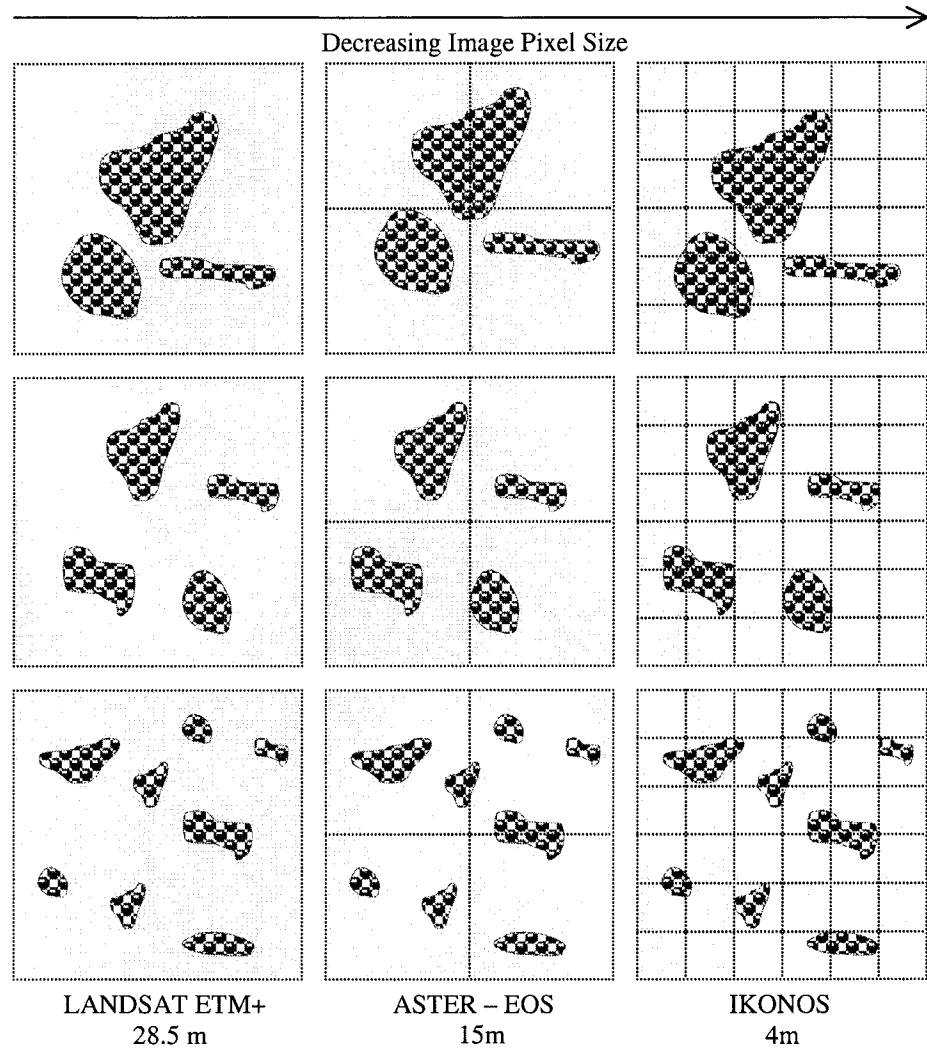 Decreasing Image Pixel Size
LANDSAT ETM+
28.5 m
ASTER – EOS
15m
IKONOS
4m